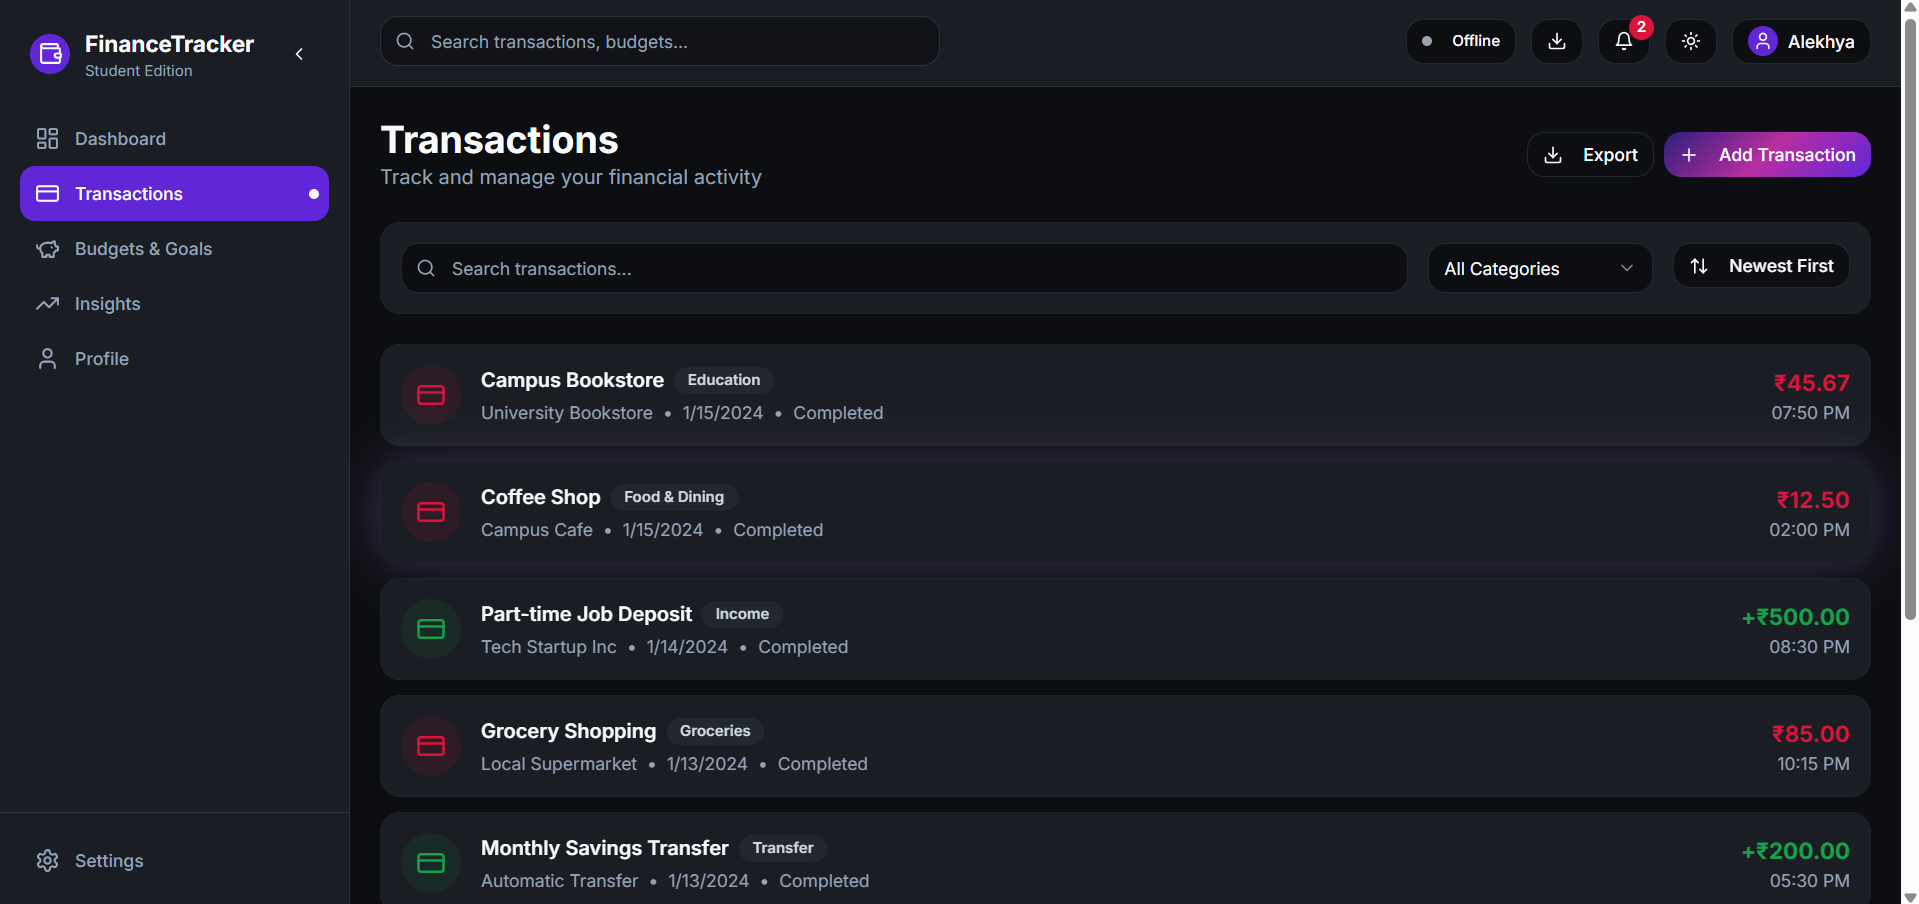 FinanceTracker
Student Edition
Dashboard
Transactions
Budgets & Goals
Insights
Profile
Settings
Search transactions, budgets...
Offline
2
Alekhya
Transactions
Track and manage your financial activity
Export
Add Transaction
Search transactions...
All Categories
Newest First
Campus Bookstore Education
University Bookstore • 1/15/2024 • Completed
₹45.67
07:50 PM
Coffee Shop Food & Dining
Campus Cafe • 1/15/2024 • Completed
₹12.50
02:00 PM
Part-time Job Deposit Income
Tech Startup Inc • 1/14/2024 • Completed
+₹500.00
08:30 PM
Grocery Shopping Groceries
Local Supermarket • 1/13/2024 • Completed
₹85.00
10:15 PM
Monthly Savings Transfer Transfer
Automatic Transfer • 1/13/2024 • Completed
+₹200.00
05:30 PM